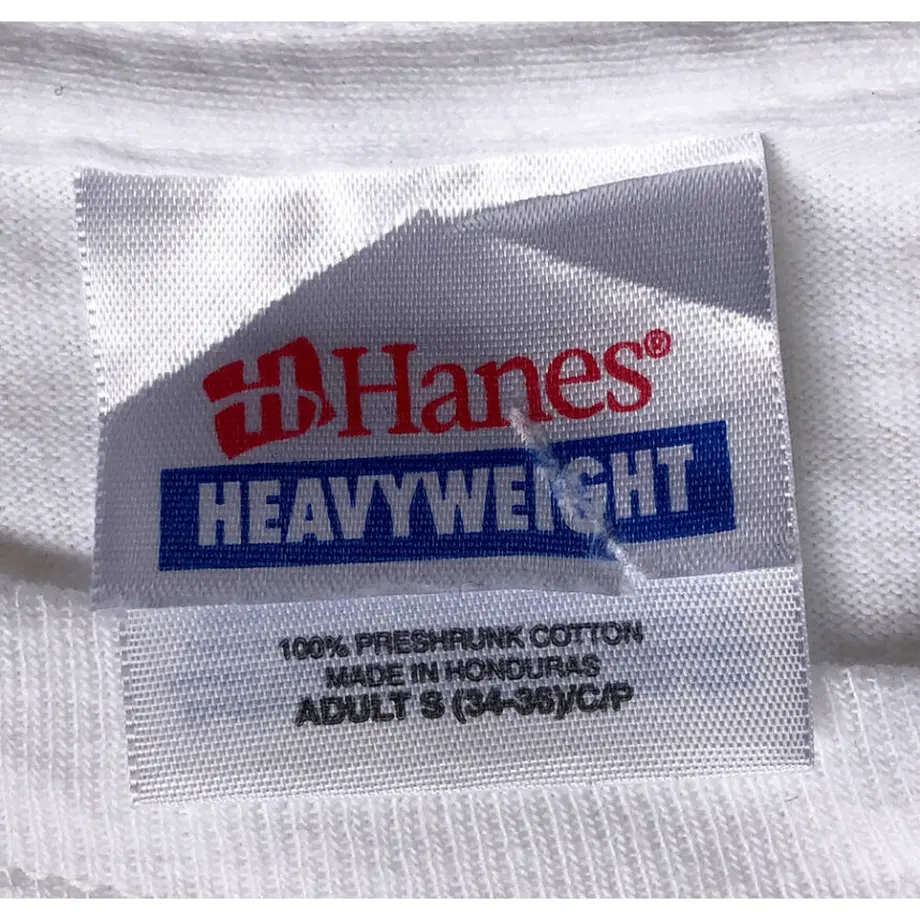 H Hanes®
HEAVYWEIGHT
100% PRESHRUNK COTTON
MADE IN HONDURAS
ADULT S (34-36)/C/P